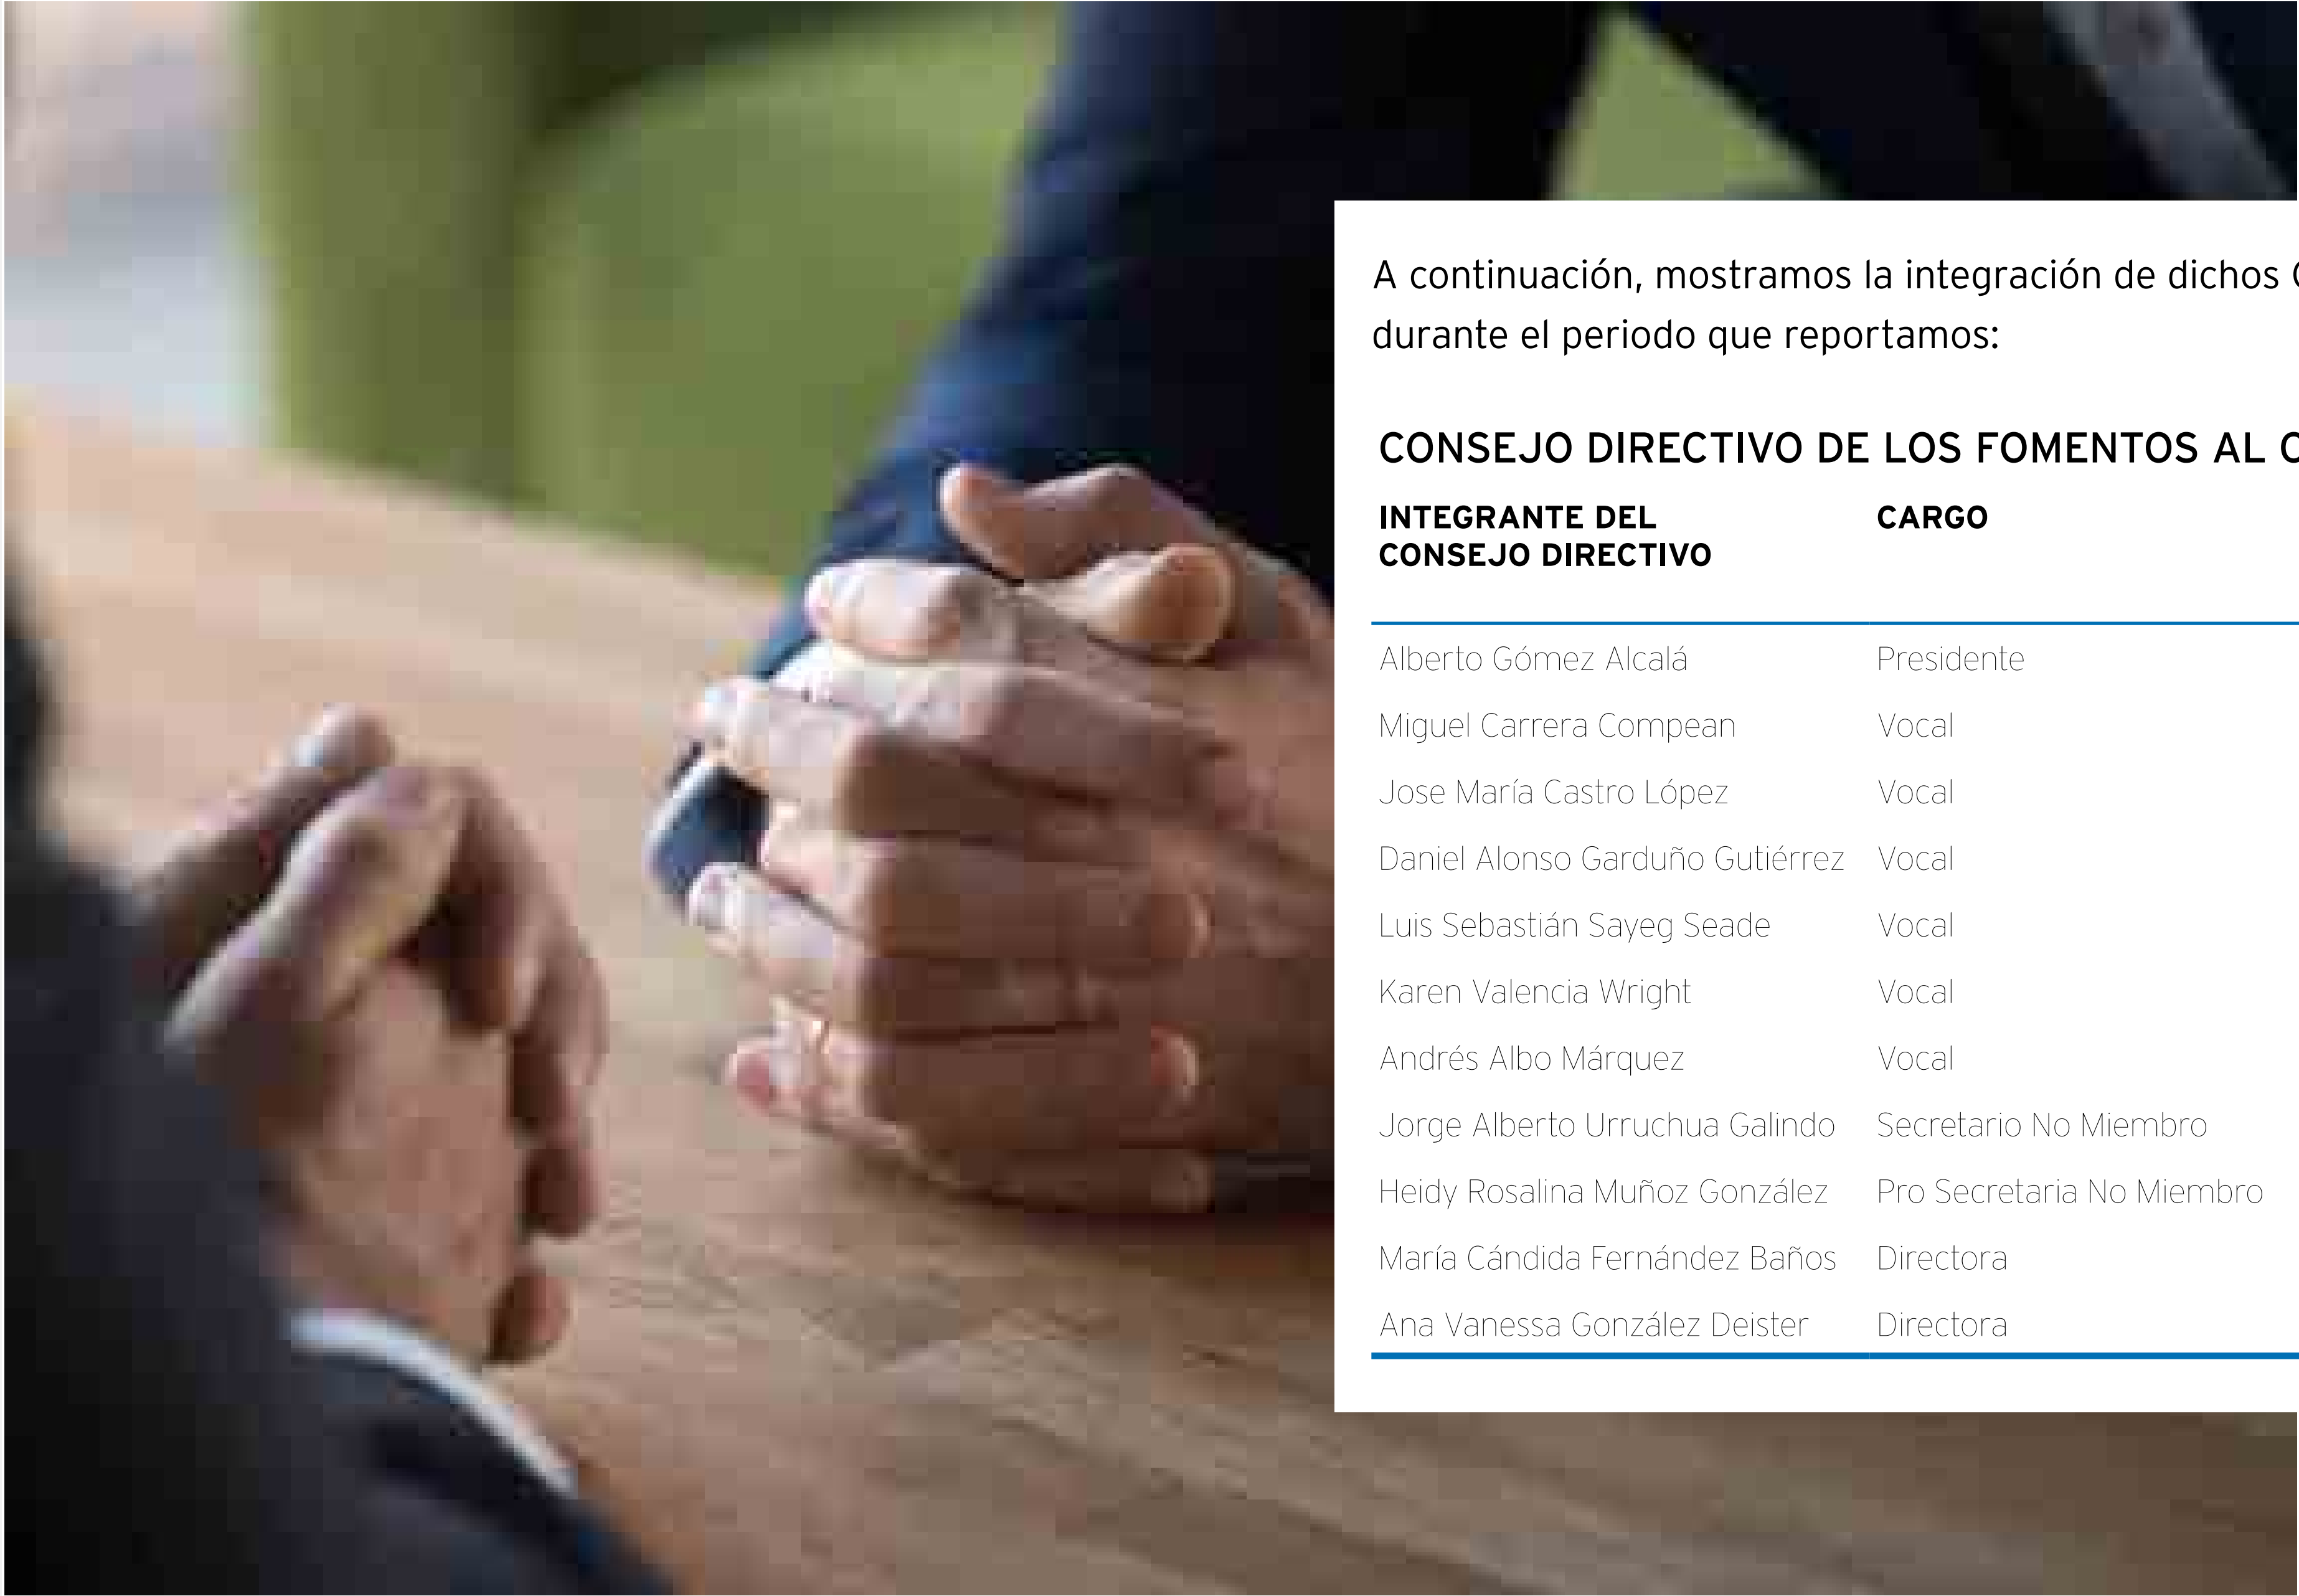 A continuación, mostramos la integración de dichos
durante el periodo que reportamos:
CONSEJO DIRECTIVO DE LOS FOMENTOS AL
INTEGRANTE DEL CONSEJO DIRECTIVO CARGO
Alberto Gómez Alcalá Presidente
Miguel Carrera Compean Vocal
Jose María Castro López Vocal
Daniel Alonso Garduño Gutiérrez Vocal
Luis Sebastián Sayeg Seade Vocal
Karen Valencia Wright Vocal
Andrés Albo Márquez Vocal
Jorge Alberto Urruchua Galindo Secretario No Miembro
Heidy Rosalina Muñoz González Pro Secretaria No Miembro
María Cándida Fernández Baños Directora
Ana Vanessa González Deister Directora